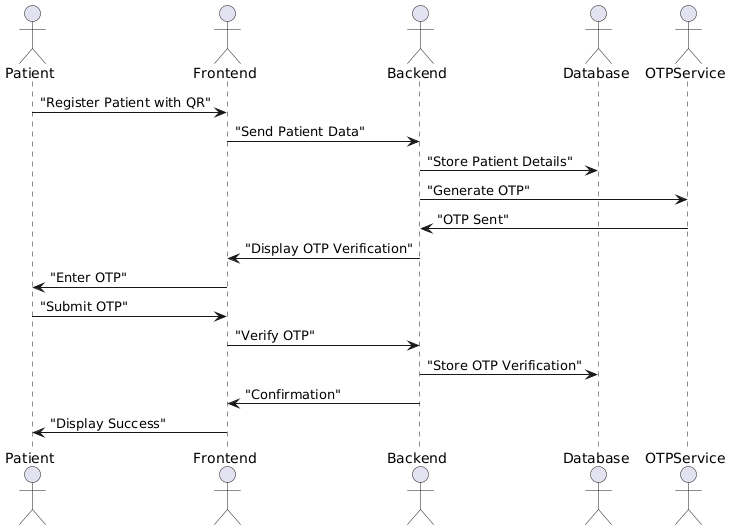 Patient Frontend Backend Database OTPService
"Register Patient with QR"
"Send Patient Data"
"Store Patient Details"
"Generate OTP"
"OTP Sent"
"Display OTP Verification"
"Enter OTP"
"Submit OTP"
"Verify OTP"
"Store OTP Verification"
"Confirmation"
"Display Success"
Patient Frontend Backend Database OTPService